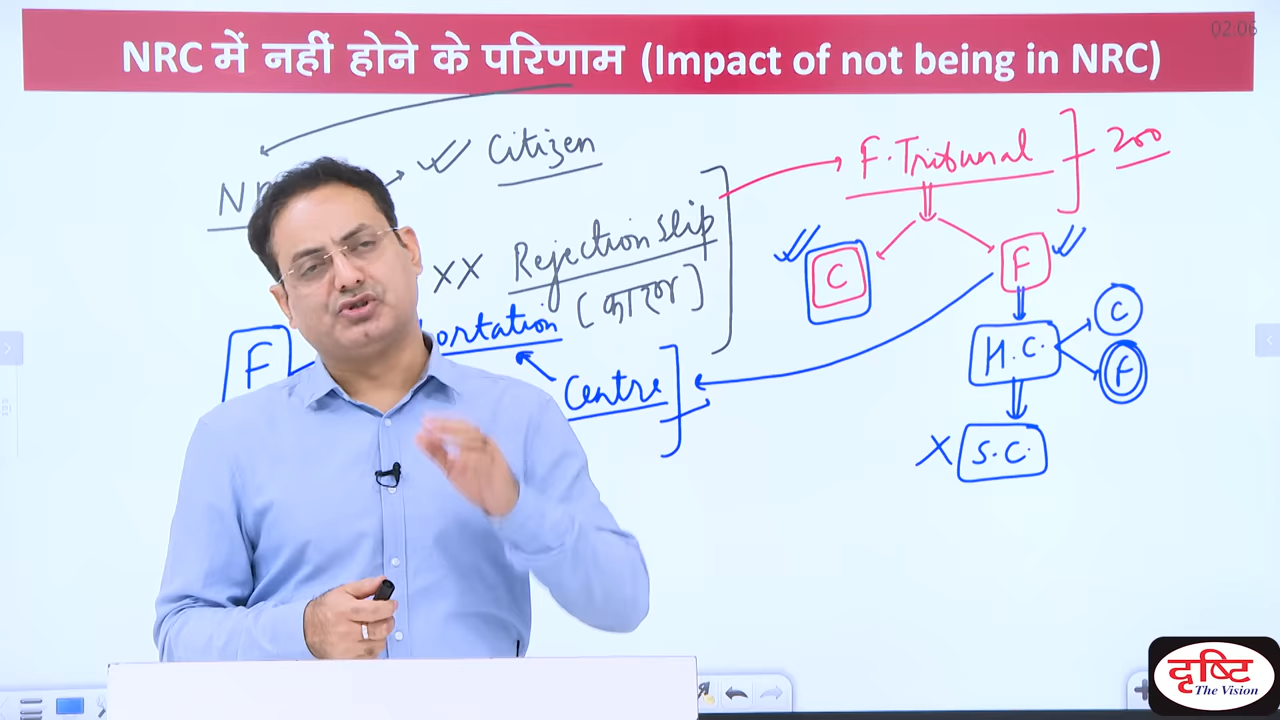 02:06
NRC में नहीं होने के परिणाम (Impact of not being in NRC)
Citizen
F. Tribunal
200
XX Rejection slip
(कारण)
C
F
ortation
F
Centre
H.C.
C
F
X S.C.
दृष्टि
The Vision